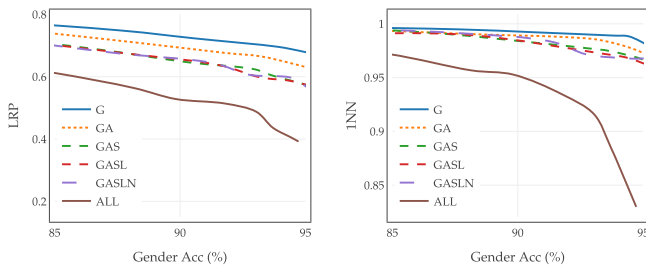 0.8
0.6
0.4
0.2
LRP
G
GA
GAS
GASL
GASLN
ALL
85
90
95
Gender Acc (%)
1
0.95
0.9
0.85
1NN
G
GA
GAS
GASL
GASLN
ALL
85
90
95
Gender Acc (%)